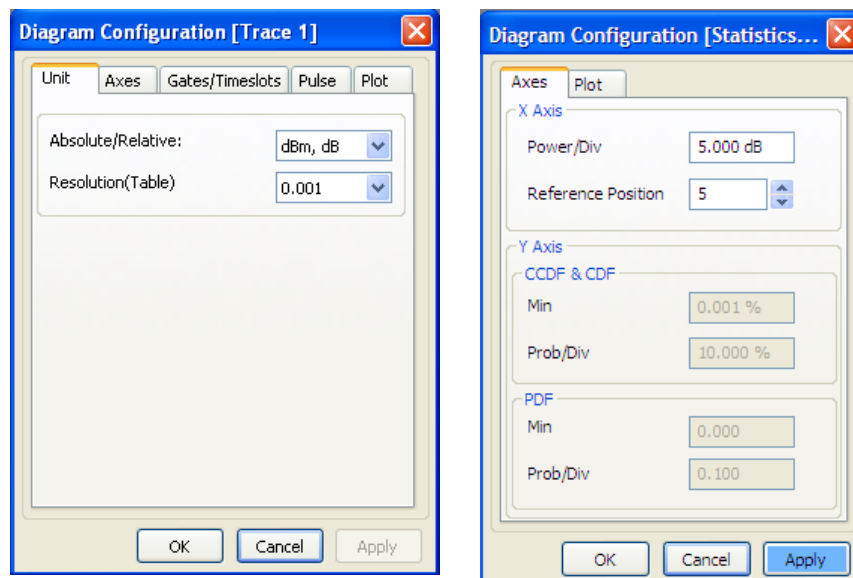 Diagram Configuration [Trace 1]
Unit Axes Gates/Timeslots Pulse Plot
Absolute/Relative: dBm, dB
Resolution(Table) 0.001
OK Cancel Apply
Diagram Configuration [Statistics...
Axes Plot
X Axis
Power/Div 5.000 dB
Reference Position 5
Y Axis
CCDF & CDF
Min 0.001 %
Prob/Div 10.000 %
PDF
Min 0.000
Prob/Div 0.100
OK Cancel Apply